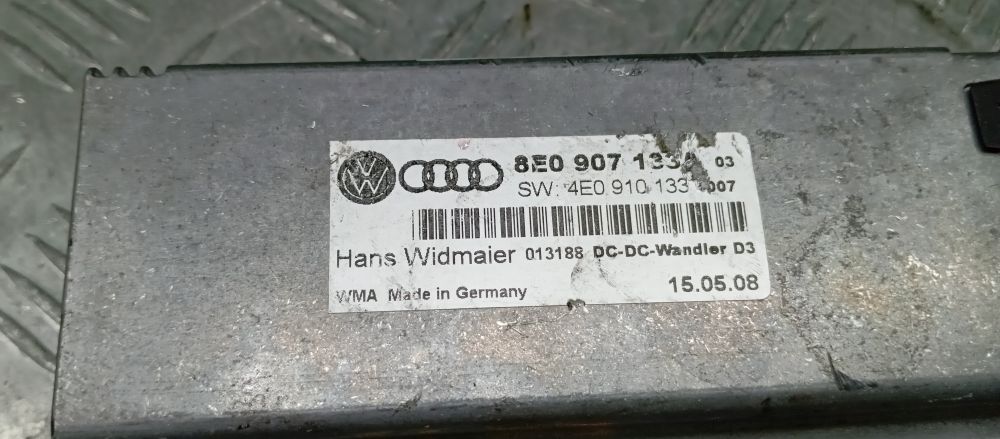 8E0 907 133A 03
SW: 4E0 910 133 007
Hans Widmaier 013188 DC-DC-Wandler D3
WMA Made in Germany 15.05.08